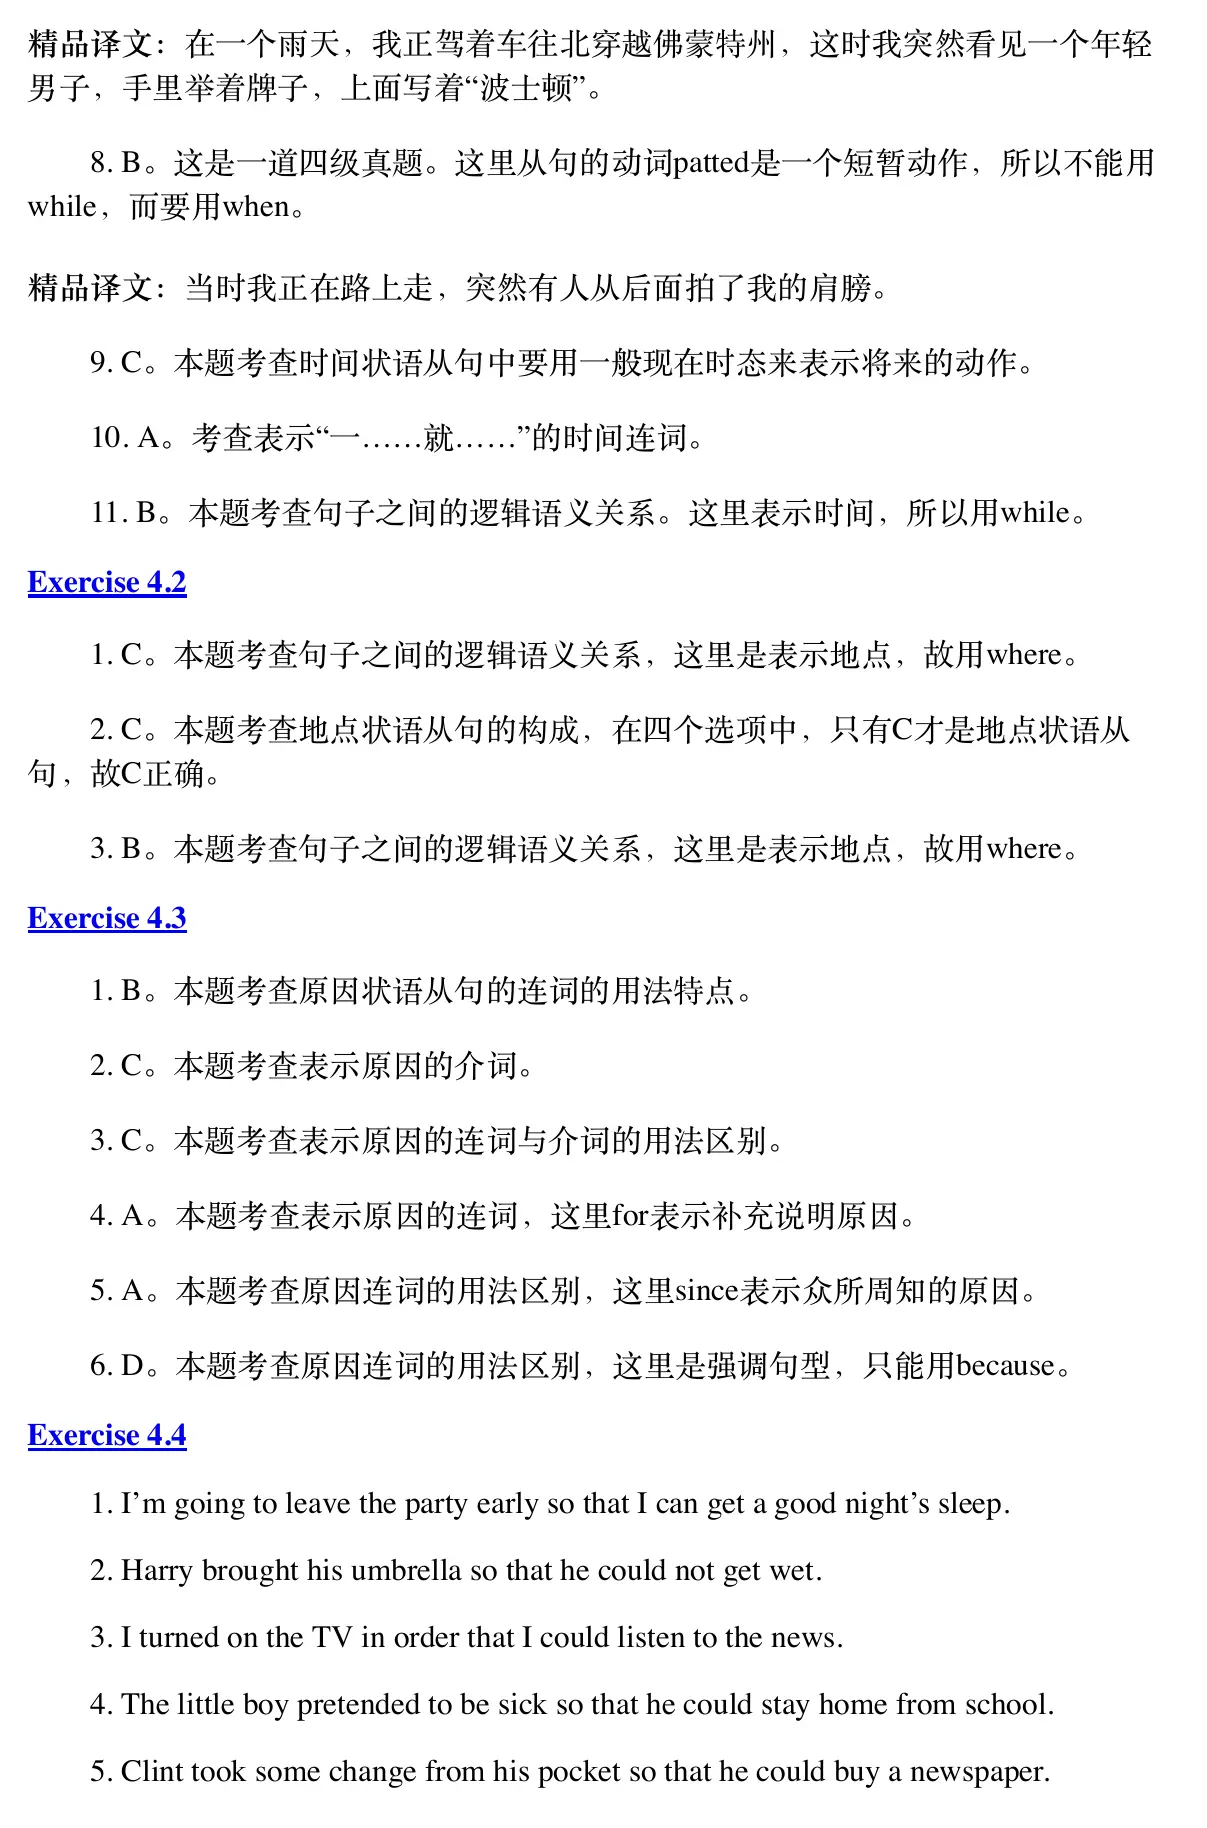 精品译文：在一个雨天，我正驾着车往北穿越佛蒙特州，这时我突然看见一个年轻
男子，手里举着牌子，上面写着“波士顿”。
8. B。这是一道四级真题。这里从句的动词patted是一个短暂动作，所以不能用
while，而要用when。
精品译文：当时我正在路上走，突然有人从后面拍了我的肩膀。
9. C。本题考查时间状语从句中要用一般现在时态来表示将来的动作。
10. A。考查表示“一……就……”的时间连词。
11. B。本题考查句子之间的逻辑语义关系。这里表示时间，所以用while。
Exercise 4.2
1. C。本题考查句子之间的逻辑语义关系，这里是表示地点，故用where。
2. C。本题考查地点状语从句的构成，在四个选项中，只有C才是地点状语从
句，故C正确。
3. B。本题考查句子之间的逻辑语义关系，这里是表示地点，故用where。
Exercise 4.3
1. B。本题考查原因状语从句的连词的用法特点。
2. C。本题考查表示原因的介词。
3. C。本题考查表示原因的连词与介词的用法区别。
4. A。本题考查表示原因的连词，这里for表示补充说明原因。
5. A。本题考查原因连词的用法区别，这里since表示众所周知的原因。
6. D。本题考查原因连词的用法区别，这里是强调句型，只能用because。
Exercise 4.4
1. I’m going to leave the party early so that I can get a good night’s sleep.
2. Harry brought his umbrella so that he could not get wet.
3. I turned on the TV in order that I could listen to the news.
4. The little boy pretended to be sick so that he could stay home from school.
5. Clint took some change from his pocket so that he could buy a newspaper.